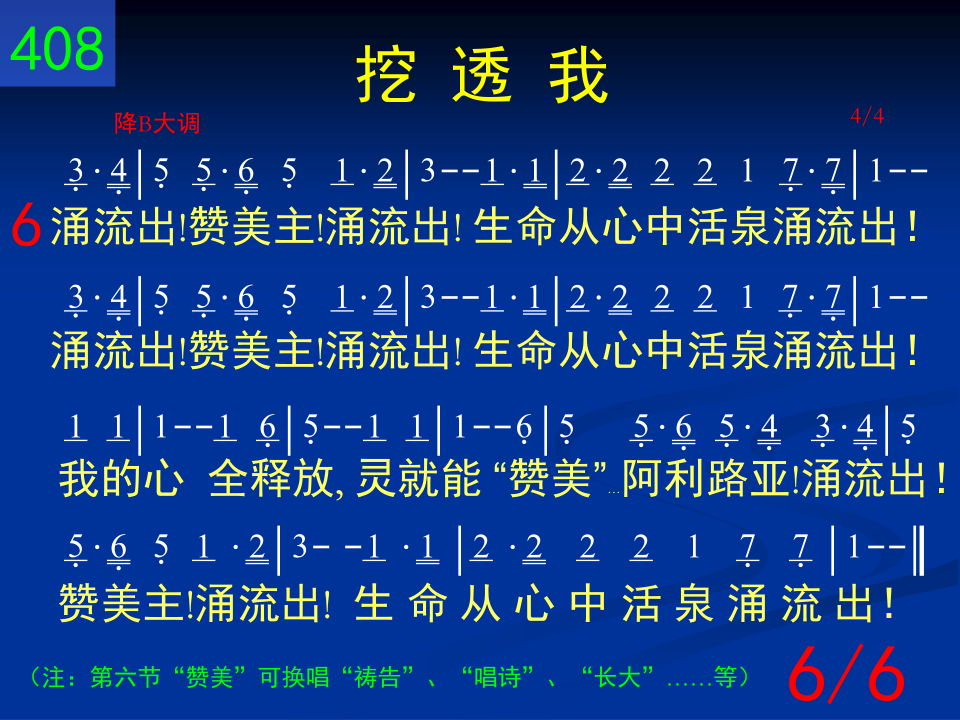 408
挖 透 我
降B大调
4/4
3 · 4 | 5 5 · 6 5 1 · 2 | 3 - - 1 · 1 | 2 · 2 2 2 1 7 · 7 | 1 - -
6 涌流出!赞美主!涌流出! 生命从心中活泉涌流出!
3 · 4 | 5 5 · 6 5 1 · 2 | 3 - - 1 · 1 | 2 · 2 2 2 1 7 · 7 | 1 - -
涌流出!赞美主!涌流出! 生命从心中活泉涌流出!
1 1 | 1 - - 1 6 | 5 - - 1 1 | 1 - - 6 | 5 5 · 6 5 · 4 3 · 4 | 5
我的心 全释放, 灵就能 “赞美” …阿利路亚!涌流出!
5 · 6 5 1 · 2 | 3 - - 1 · 1 | 2 · 2 2 2 1 7 7 | 1 - - ‖
赞美主!涌流出! 生 命 从 心 中 活 泉 涌 流 出!
(注:第六节“赞美”可换唱“祷告”、“唱诗”、“长大”……等)
6/6